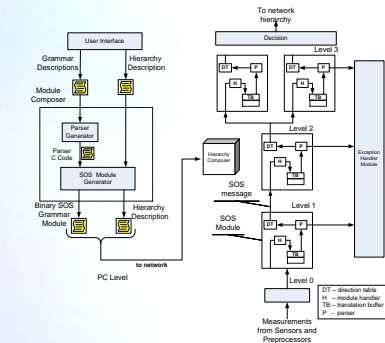 User Interface
Grammar
Descriptions
Hierarchy
Description
Module
Composer
Parser
Generator
Parser
C Code
SOS Module
Generator
Binary SOS
Grammar
Module
Hierarchy
Description
PC Level
to network
Hierarchy
Composer
To network
hierarchy
Decision
Level 3
DT
P
H
TB
DT
P
H
TB
Level 2
DT
P
H
TB
Exception
Handler
Module
SOS
message
Level 1
SOS
Module
DT
P
H
TB
Level 0
Measurements
from Sensors and
Preprocessors
DT – direction table
H - module handler
TB – translation buffer
P - parser